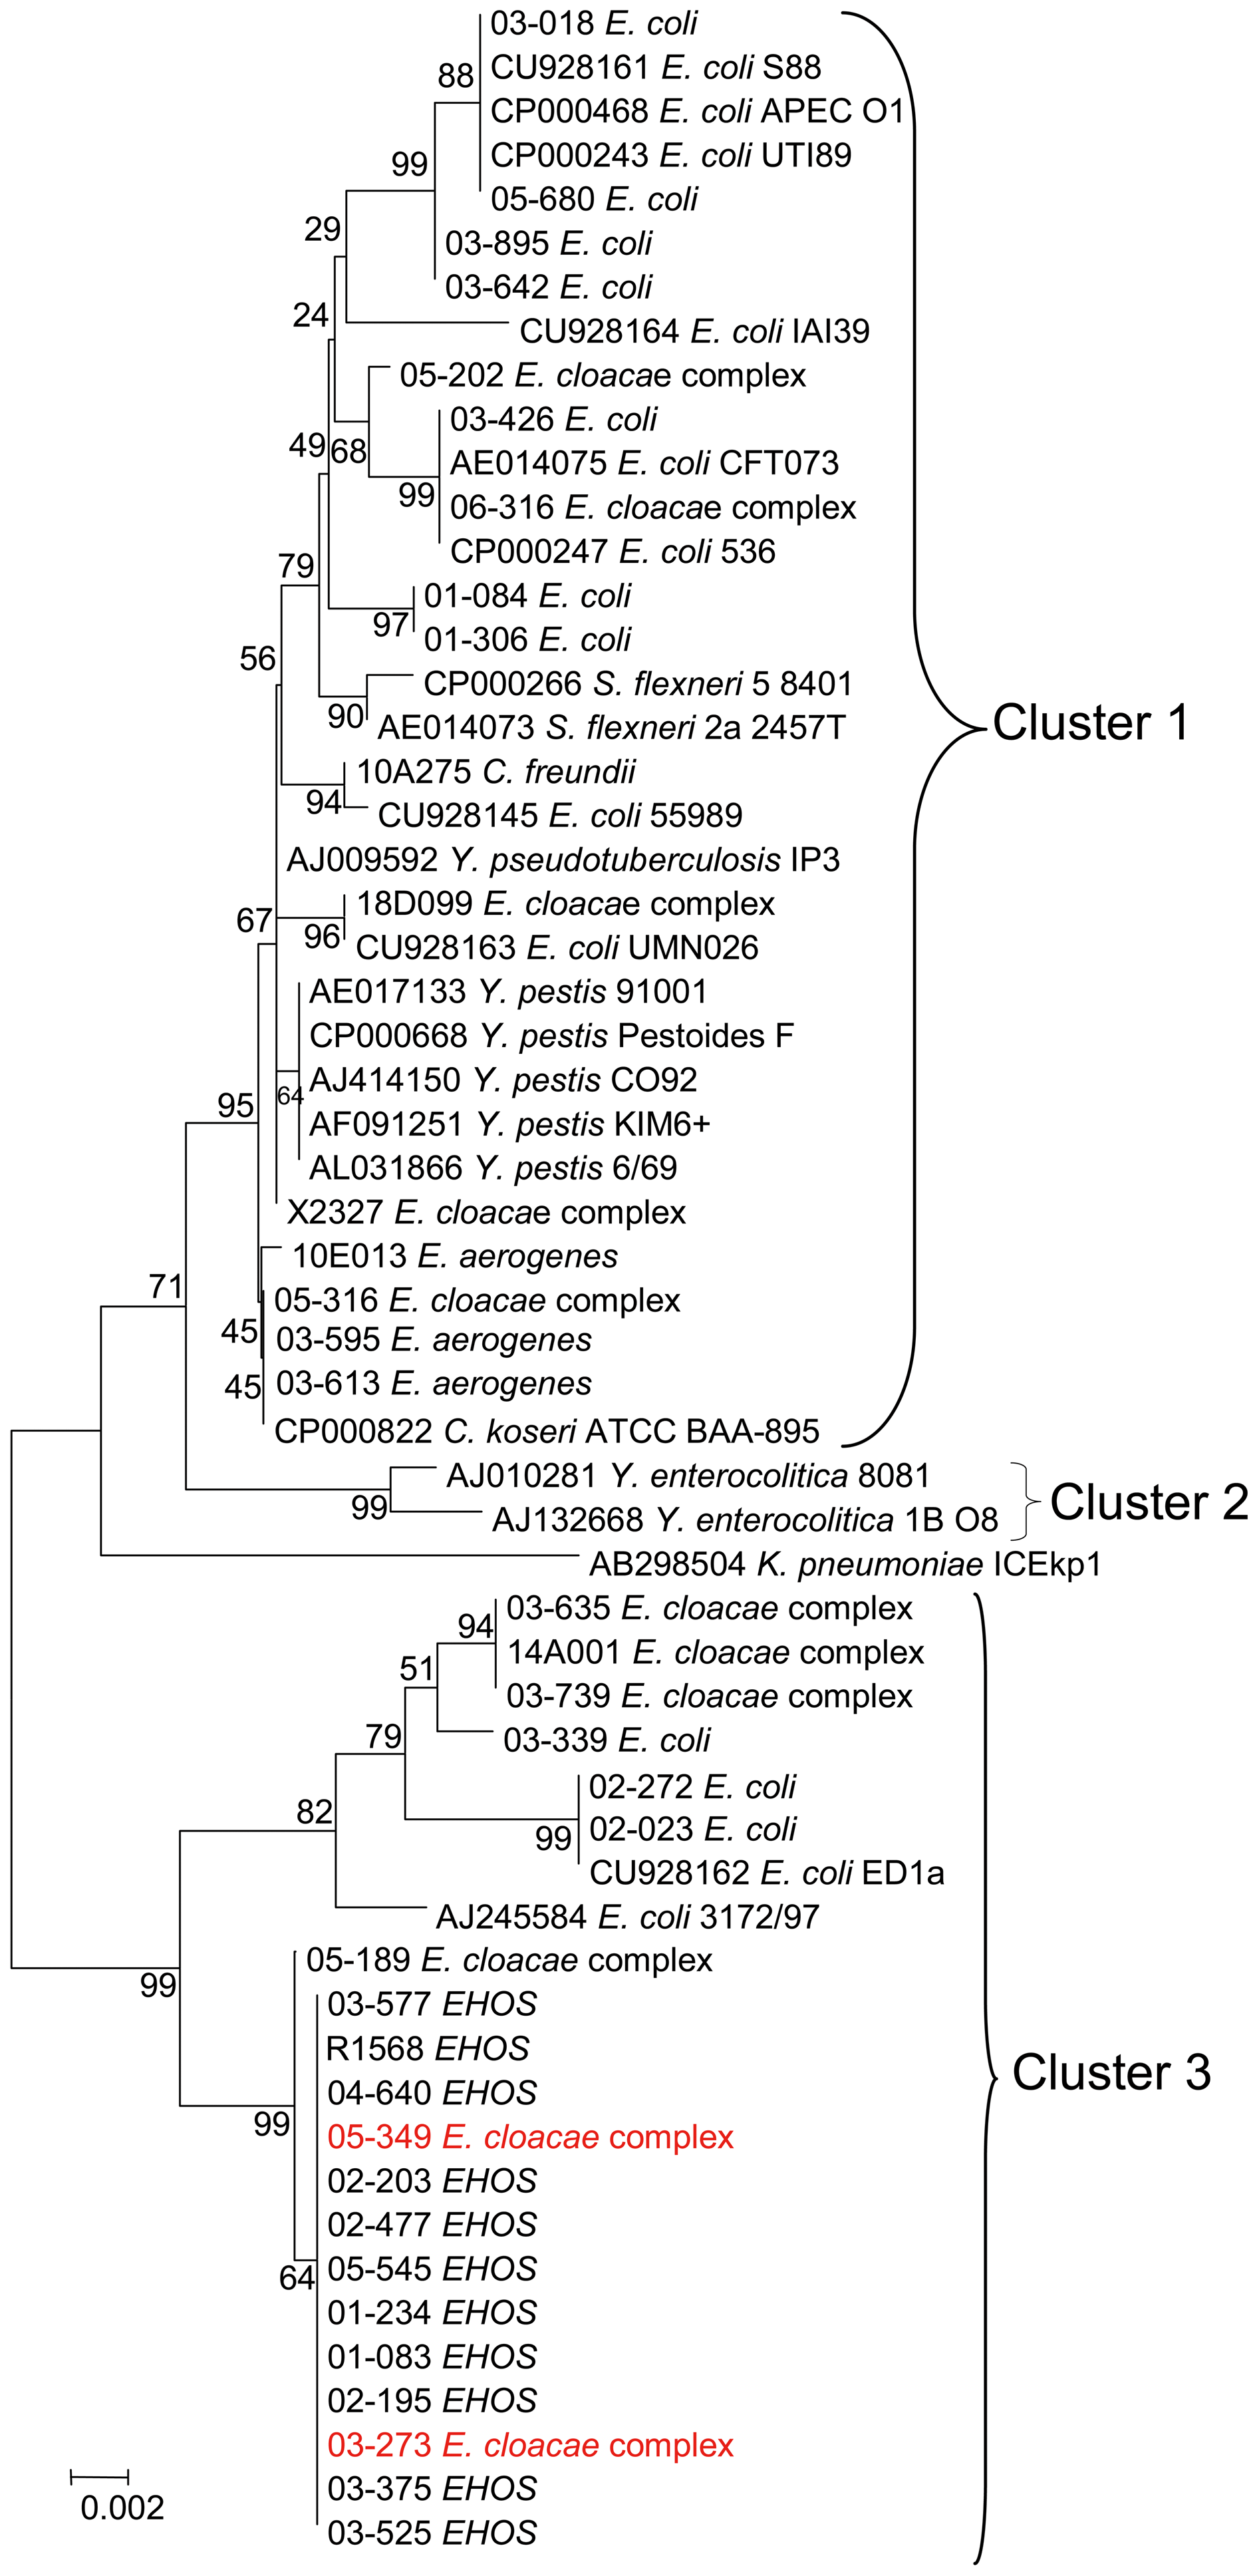 03-018 E. coli
88
CU928161 E. coli S88
CP000468 E. coli APEC O1
99
CP000243 E. coli UTI89
05-680 E. coli
29
03-895 E. coli
03-642 E. coli
24
CU928164 E. coli IAI39
05-202 E. cloacae complex
03-426 E. coli
49
68
AE014075 E. coli CFT073
99
06-316 E. cloacae complex
CP000247 E. coli 536
79
01-084 E. coli
97
01-306 E. coli
56
CP000266 S. flexneri 5 8401
90
AE014073 S. flexneri 2a 2457T
Cluster 1
10A275 C. freundii
94
CU928145 E. coli 55989
AJ009592 Y. pseudotuberculosis IP3
67
18D099 E. cloacae complex
96
CU928163 E. coli UMN026
AE017133 Y. pestis 91001
CP000668 Y. pestis Pestoides F
AJ414150 Y. pestis CO92
95
64
AF091251 Y. pestis KIM6+
AL031866 Y. pestis 6/69
X2327 E. cloacae complex
10E013 E. aerogenes
71
05-316 E. cloacae complex
45
03-595 E. aerogenes
45
03-613 E. aerogenes
CP000822 C. koseri ATCC BAA-895
AJ010281 Y. enterocolitica 8081
99
AJ132668 Y. enterocolitica 1B O8
Cluster 2
AB298504 K. pneumoniae ICEkp1
94
03-635 E. cloacae complex
14A001 E. cloacae complex
51
03-739 E. cloacae complex
79
03-339 E. coli
02-272 E. coli
82
99
02-023 E. coli
CU928162 E. coli ED1a
AJ245584 E. coli 3172/97
99
05-189 E. cloacae complex
03-577 EHOS
R1568 EHOS
Cluster 3
04-640 EHOS
99
05-349 E. cloacae complex
02-203 EHOS
02-477 EHOS
64
05-545 EHOS
01-234 EHOS
01-083 EHOS
02-195 EHOS
03-273 E. cloacae complex
03-375 EHOS
0.002
03-525 EHOS